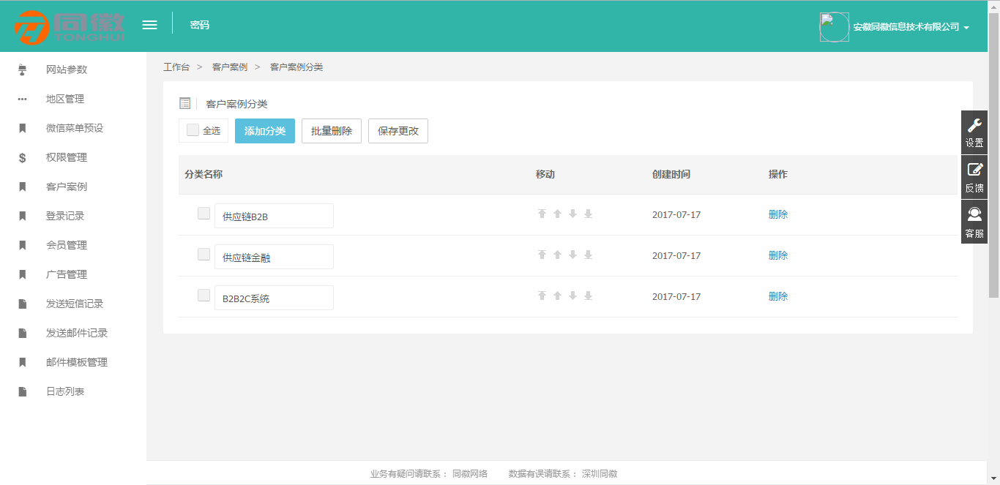 同徽 密码 安徽同徽信息技术有限公司
TONGHUI
网站参数
地区管理
微信菜单预设
权限管理
客户案例
登录记录
会员管理
广告管理
发送短信记录
发送邮件记录
邮件模板管理
日志列表
工作台 > 客户案例 > 客户案例分类
客户案例分类
全选 添加分类 批量删除 保存更改
分类名称 移动 创建时间 操作
供应链B2B 2017-07-17 删除
供应链金融 2017-07-17 删除
B2B2C系统 2017-07-17 删除
设置
反馈
客服
业务有疑问请联系： 同徽网络 数据有误请联系： 深圳同徽